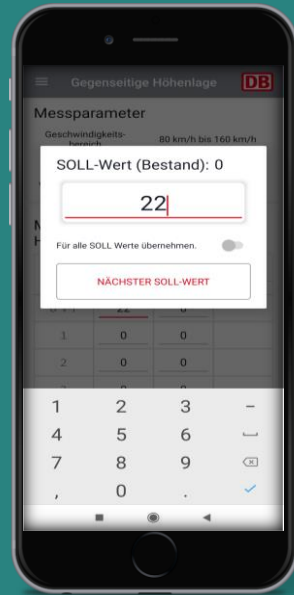 Gegenseitige Höhenlage DB
Messparameter
Geschwindigkeits-
bereich
80 km/h bis 160 km/h
SOLL-Wert (Bestand): 0
22
Für alle SOLL Werte übernehmen.
NÄCHSTER SOLL-WERT
22 0
1 0 0
2 0 0
1 2 3 -
4 5 6
7 8 9
, 0 .